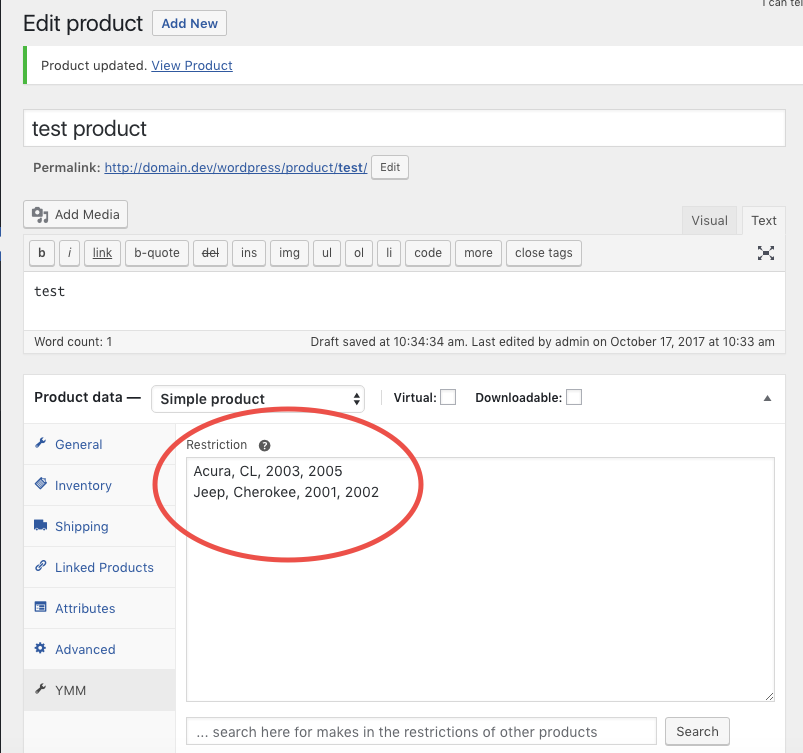 I can tel
Edit product Add New
Product updated. View Product
test product
Permalink: http://domain.dev/wordpress/product/test/ Edit
Add Media
Visual Text
b i link b-quote del ins img ul ol li code more close tags
test
Word count: 1 Draft saved at 10:34:34 am. Last edited by admin on October 17, 2017 at 10:33 am
Product data — Simple product Virtual: Downloadable:
General
Inventory
Shipping
Linked Products
Attributes
Advanced
YMM
Restriction ?
Acura, CL, 2003, 2005
Jeep, Cherokee, 2001, 2002
... search here for makes in the restrictions of other products Search